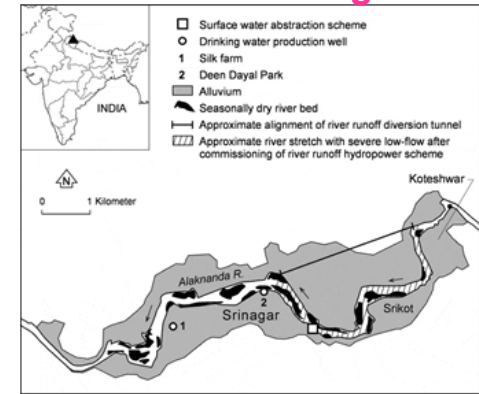 INDIA
Surface water abstraction scheme
Drinking water production well
1 Silk farm
2 Deen Dayal Park
Alluvium
Seasonally dry river bed
Approximate alignment of river runoff diversion tunnel
Approximate river stretch with severe low-flow after
commissioning of river runoff hydropower scheme
N
0 1 Kilometer
Koteshwar
Alaknanda R.
2
Srinagar
1
Srikot